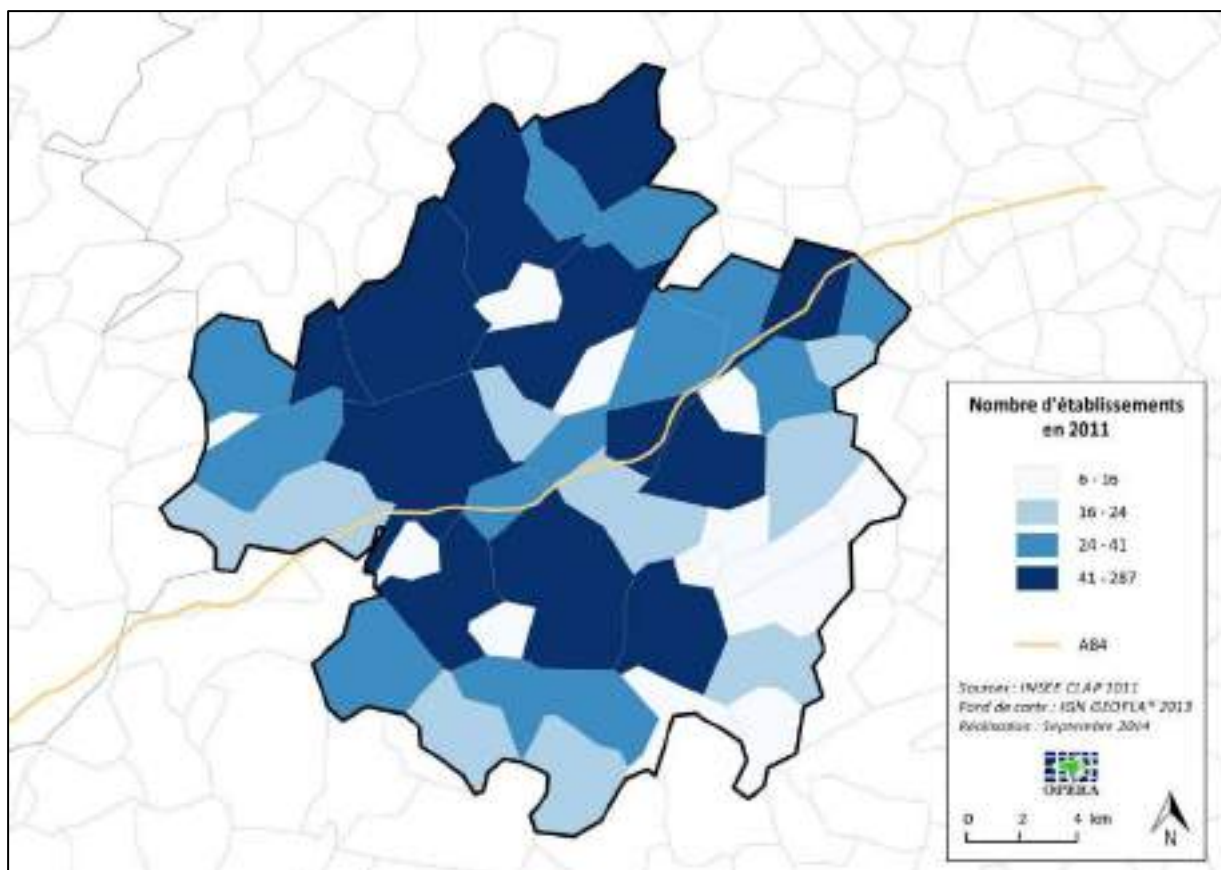 Nombre d'établissements
en 2011
6 - 16
16 - 24
24 - 41
41 - 287
A84
Sources : INSEE CLAP 2011
Fond de carte : IGN GEOFLA® 2013
Réalisation : Septembre 2014
OPERA
0 2 4 km
N